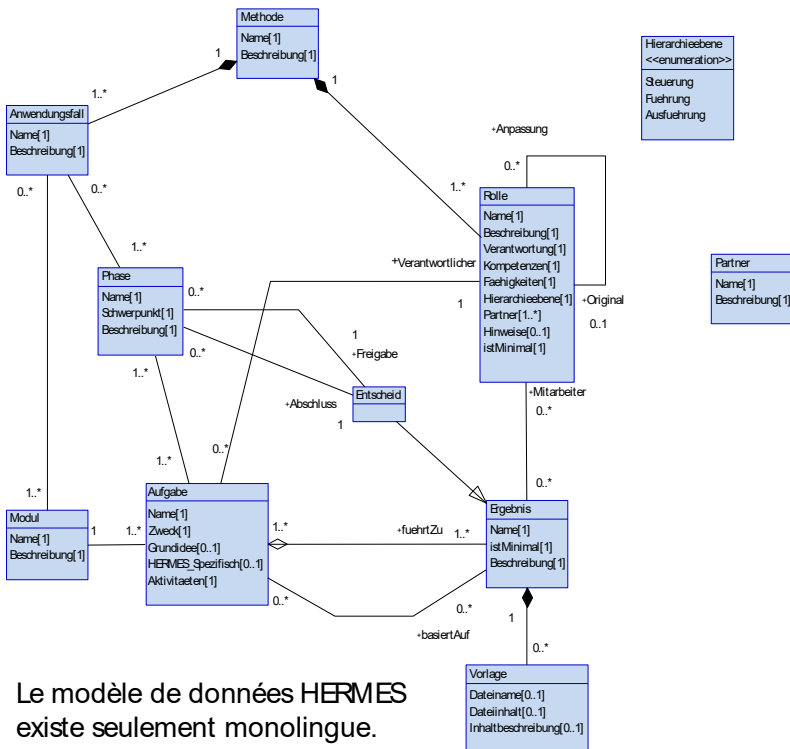 Methode
Name[1]
Beschreibung[1]
Hierarchieebene
<<enumeration>>
Steuerung
Fuehrung
Ausfuehrung
1
1
1..*
Anwendungsfall
Name[1]
Beschreibung[1]
+Anpassung
0..*
0..*
0..*
1..*
Rolle
Name[1]
Beschreibung[1]
Verantwortung[1]
Kompetenzen[1]
Faehigkeiten[1]
Hierarchieebene[1]
Partner[1..*]
Hinweise[0..1]
istMinimal[1]
1..*
+Verantwortlicher
1
+Original
0..1
Partner
Name[1]
Beschreibung[1]
Phase
Name[1]
Schwerpunkt[1]
Beschreibung[1]
0..*
0..*
1..*
1
+Freigabe
Entscheid
+Abschluss
1
+Mitarbeiter
0..*
1..*
0..*
0..*
1..*
Modul
Name[1]
Beschreibung[1]
1
1..*
Aufgabe
Name[1]
Zweck[1]
Grundidee[0..1]
HERMES_Spezifisch[0..1]
Aktivitaeten[1]
1..*
+fuehrtZu
1..*
Ergebnis
Name[1]
istMinimal[1]
Beschreibung[1]
0..*
0..*
+basiertAuf
1
0..*
Vorlage
Dateiname[0..1]
Dateiinhalt[0..1]
Inhaltbeschreibung[0..1]
Le modèle de données HERMES
existe seulement monolingue.